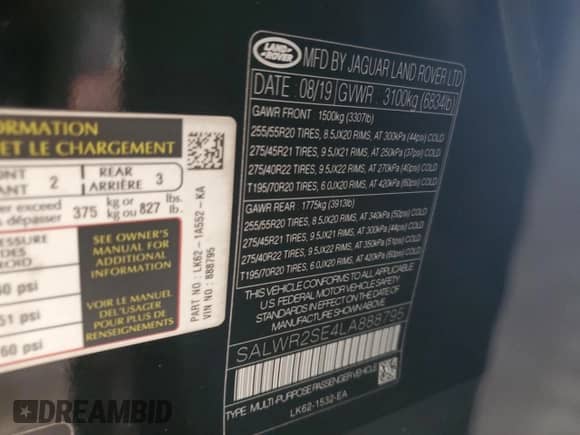 FORMATION
ET LE CHARGEMENT
ONT
ANT 2
REAR
ARRIÈRE 3
er exceed
s dépasser 375 kg or 827 lbs.
kg ou lb.
ESSURE
DES
ROID
SEE OWNER'S
MANUAL FOR
ADDITIONAL
INFORMATION
VOIR LE MANUEL
DE L'USAGER
POUR PLUS DE
RENSEIGNEMENTS
40 psi
51 psi
60 psi
PART NO : LK62 - 1A552 - KA
VIN NO : 888795
LAND-
ROVER
MFD BY JAGUAR LAND ROVER LTD
DATE 08/19 GVWR 3100kg (6834lb)
GAWR FRONT 1500kg (3307lb)
255/55R20 TIRES, 8.5JX20 RIMS, AT 300kPa (44psi) COLD
275/45R21 TIRES, 9.5JX21 RIMS, AT 250kPa (37psi) COLD
275/40R22 TIRES, 9.5JX22 RIMS, AT 270kPa (40psi) COLD
T195/70R20 TIRES, 6.0JX20 RIMS, AT 420kPa (60psi) COLD
GAWR REAR 1775kg (3913lb)
255/55R20 TIRES, 8.5JX20 RIMS, AT 340kPa (50psi) COLD
275/45R21 TIRES, 9.5JX21 RIMS, AT 300kPa (44psi) COLD
275/40R22 TIRES, 9.5JX22 RIMS, AT 350kPa (51psi) COLD
T195/70R20 TIRES, 6.0JX20 RIMS, AT 420kPa (60psi) COLD
THIS VEHICLE CONFORMS TO ALL APPLICABLE
U.S FEDERAL MOTOR VEHICLE SAFETY
STANDARDS IN EFFECT ON THE DATE OF
MANUFACTURE SHOWN ABOVE.
SALWR2SE4LA888795
TYPE: MULTI-PURPOSE PASSENGER VEHICLE
LK62-1532-EA
DREAMBID